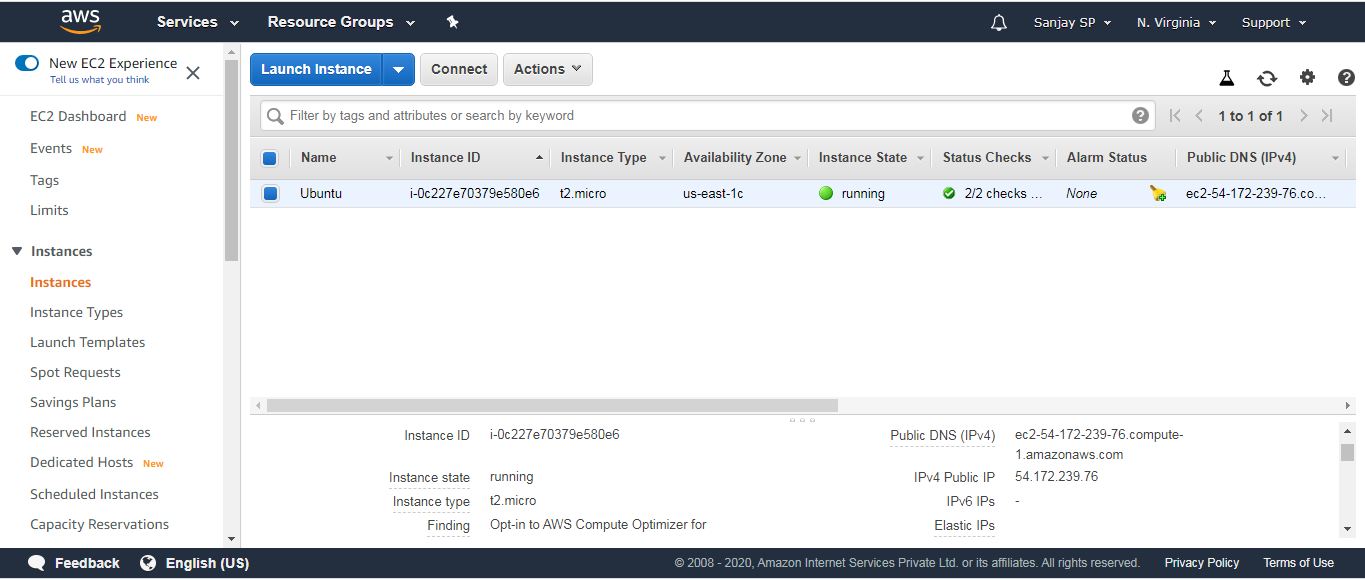 aws Services Resource Groups Sanjay SP N. Virginia Support
New EC2 Experience
Tell us what you think
EC2 Dashboard New
Events New
Tags
Limits
Instances
Instances
Instance Types
Launch Templates
Spot Requests
Savings Plans
Reserved Instances
Dedicated Hosts New
Scheduled Instances
Capacity Reservations
Launch Instance Connect Actions
Filter by tags and attributes or search by keyword 1 to 1 of 1
Name Instance ID Instance Type Availability Zone Instance State Status Checks Alarm Status Public DNS (IPv4)
Ubuntu i-0c227e70379e580e6 t2.micro us-east-1c running 2/2 checks ... None ec2-54-172-239-76.co...
Instance ID i-0c227e70379e580e6
Instance state running
Instance type t2.micro
Finding Opt-in to AWS Compute Optimizer for
Public DNS (IPv4) ec2-54-172-239-76.compute-
1.amazonaws.com
IPv4 Public IP 54.172.239.76
IPv6 IPs -
Elastic IPs
Feedback English (US) © 2008 - 2020, Amazon Internet Services Private Ltd. or its affiliates. All rights reserved. Privacy Policy Terms of Use